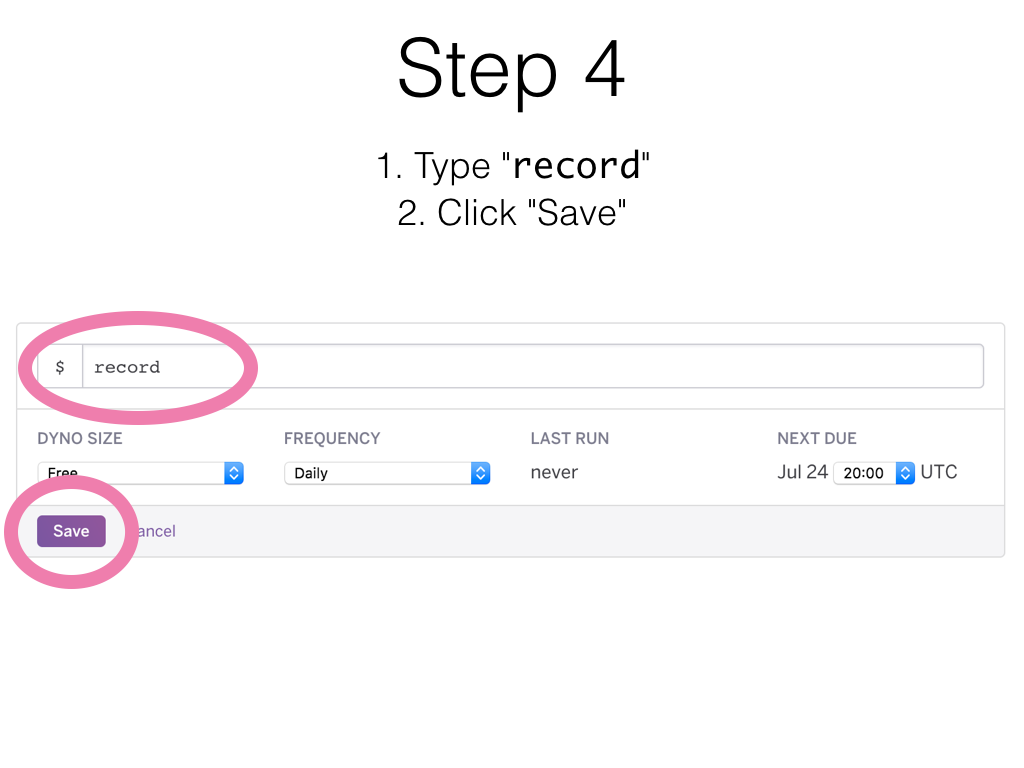 Step 4
1. Type "record"
2. Click "Save"
$ record
DYNO SIZE FREQUENCY LAST RUN NEXT DUE
Free Daily never Jul 24 20:00 UTC
Save ancel